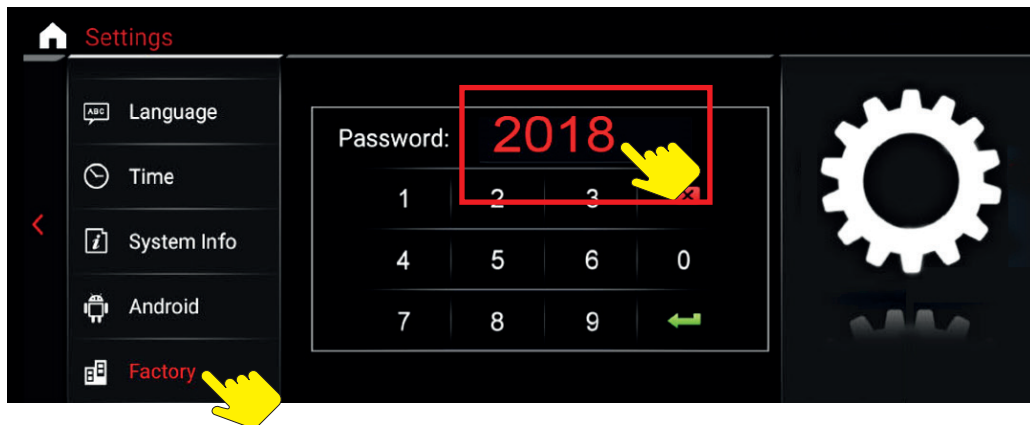 Settings
ABC Language
Time
i System Info
Android
Factory
Password: 2018
1 2 3
4 5 6 0
7 8 9